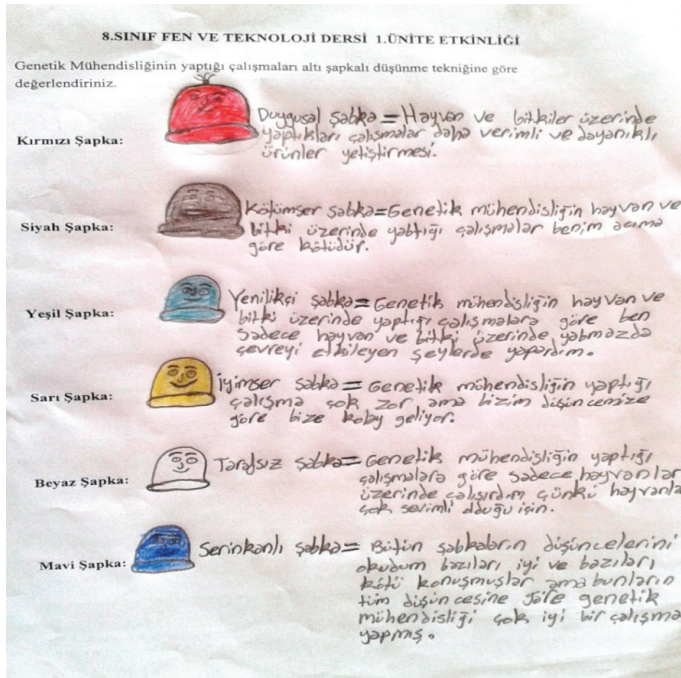 8.SINIF FEN VE TEKNOLOJİ DERSİ 1.ÜNİTE ETKİNLİĞİ
Genetik Mühendisliğinin yaptığı çalışmaları altı şapkalı düşünme tekniğine göre
değerlendiriniz.
Kırmızı Şapka:
Duygusal Şabka = Hayvan ve bitkiler üzerinde
yaptıkları çalışmalar daha verimli ve dayanıklı
ürünler yetiştirmesi.
Siyah Şapka:
Kötümser şabka = Genetik mühendisliğin hayvan ve
bitki üzerinde yabtığı çalışmalar benim acıma
göre kötüdür.
Yeşil Şapka:
Yenilikçi şabka = Genetik mühendisliğin hayvan ve
bitki üzerinde yaptığı çalışmalara göre ben
sadece hayvan ve bitki üzerinde yabmazda
çevreyi etkileyen şeylerde yapardım.
Sarı Şapka:
İyimser şabka = Genetik mühendisliğin yaptığı
çalışma çok zor ama bizim düşüncemize
göre bize kolay geliyor.
Beyaz Şapka:
Tarafsız şabka = Genetik mühendisliğin yaptığı
çalışmalara göre sadece hayvanlar
üzerinde çalışırdım çünkü hayvanla
çok sevimli olduğu için.
Mavi Şapka:
Serinkanlı şabka = Bütün şabkaların düşüncelerini
okudum bazıları iyi ve bazıları
kötü konuşmuşlar ama bunların
tüm düşüncesine göre genetik
mühendisliği çok iyi bir çalışma
yapmış.